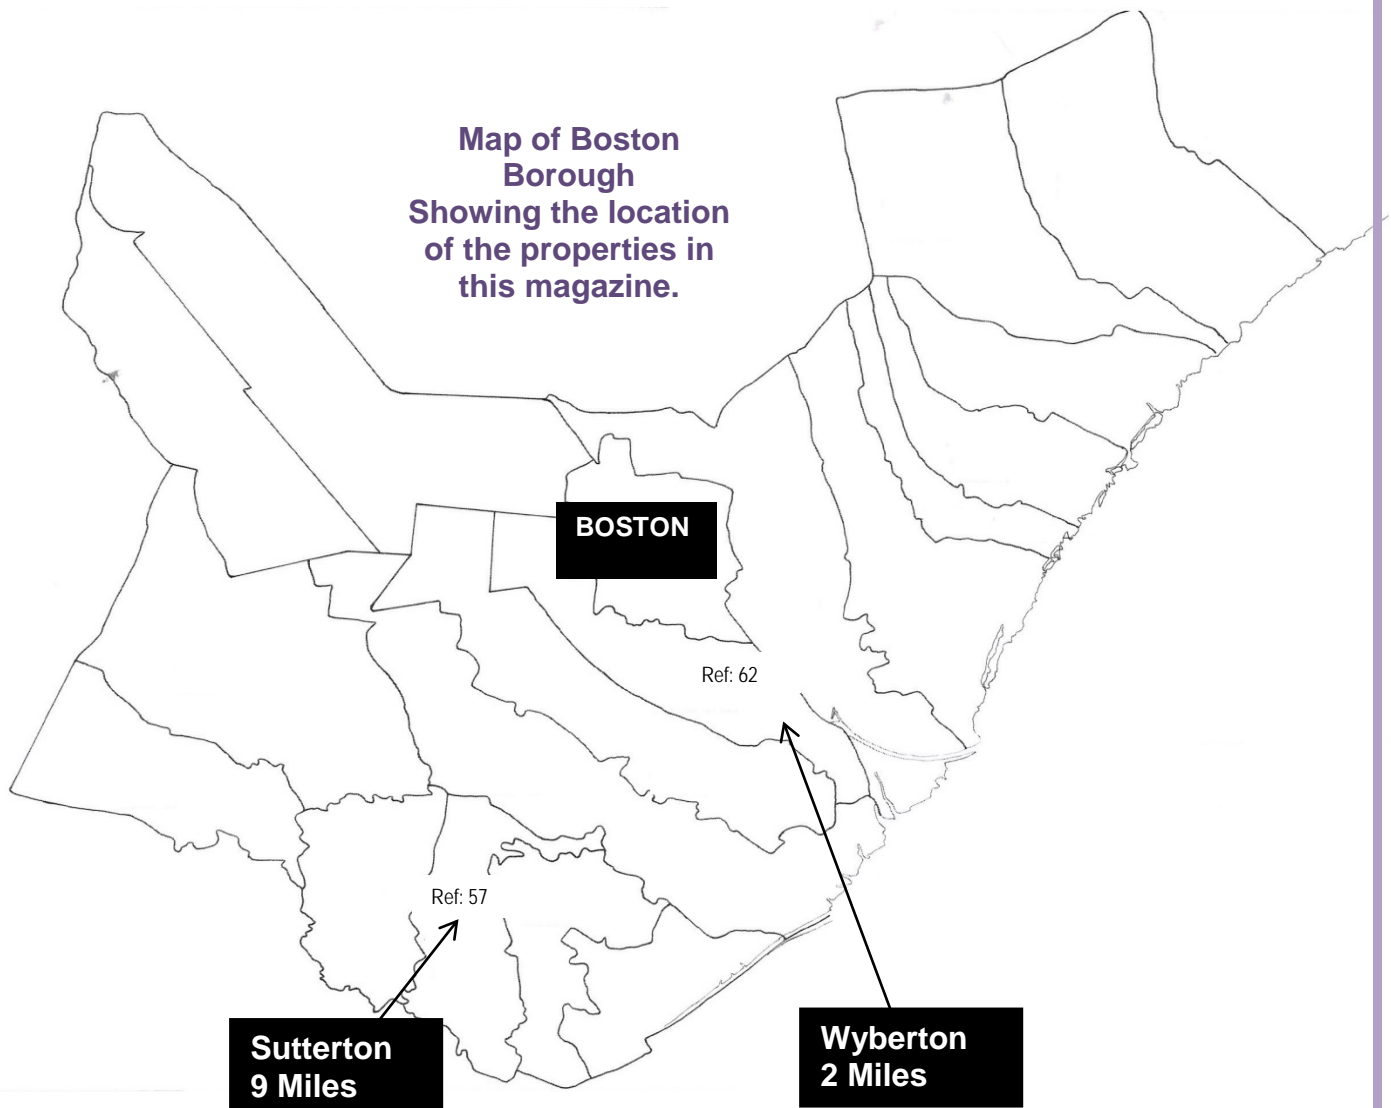 Map of Boston
Borough
Showing the location
of the properties in
this magazine.
BOSTON
Ref: 62
Ref: 57
Sutterton
9 Miles
Wyberton
2 Miles